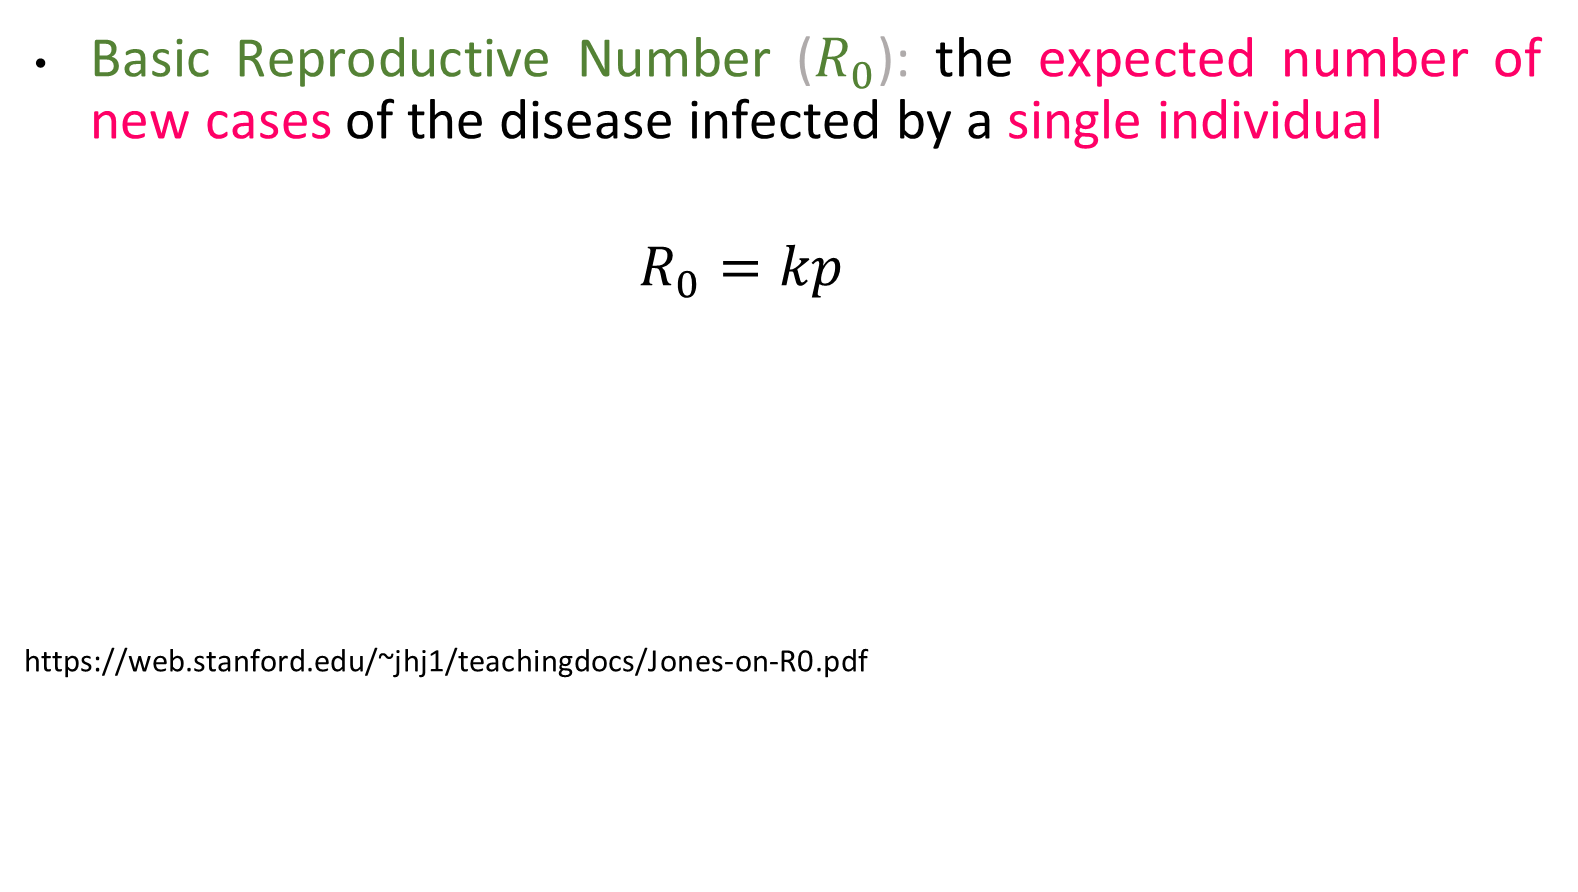 • Basic Reproductive Number (𝑅₀): the expected number of
new cases of the disease infected by a single individual
𝑅₀ = 𝑘𝑝
https://web.stanford.edu/~jhj1/teachingdocs/Jones-on-R0.pdf